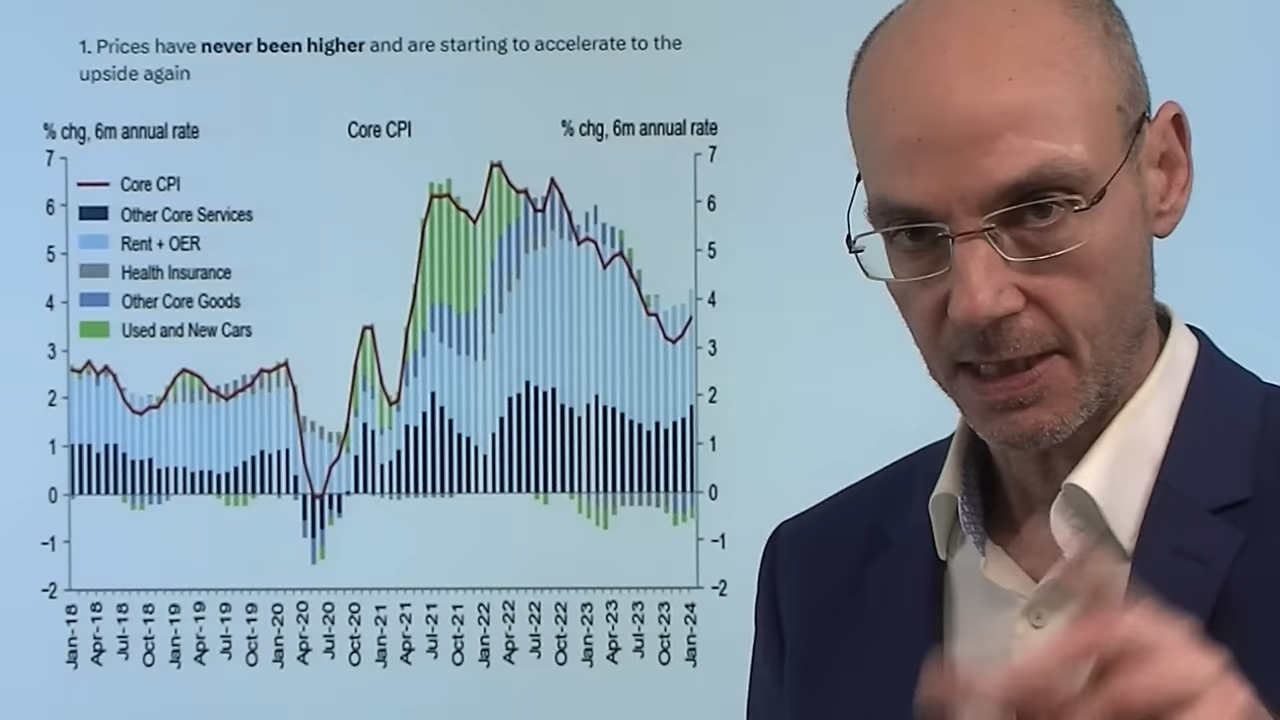 1. Prices have never been higher and are starting to accelerate to the
upside again
% chg, 6m annual rate
Core CPI
% chg, 6m annual rate
7
6
5
4
3
2
1
0
-1
-2
Core CPI
Other Core Services
Rent + OER
Health Insurance
Other Core Goods
Used and New Cars
7
6
5
4
3
2
1
0
-1
-2
Jan-18
Apr-18
Jul-18
Oct-18
Jan-19
Apr-19
Jul-19
Oct-19
Jan-20
Apr-20
Jul-20
Oct-20
Jan-21
Apr-21
Jul-21
Oct-21
Jan-22
Apr-22
Jul-22
Oct-22
Jan-23
Apr-23
Jul-23
Oct-23
Jan-24